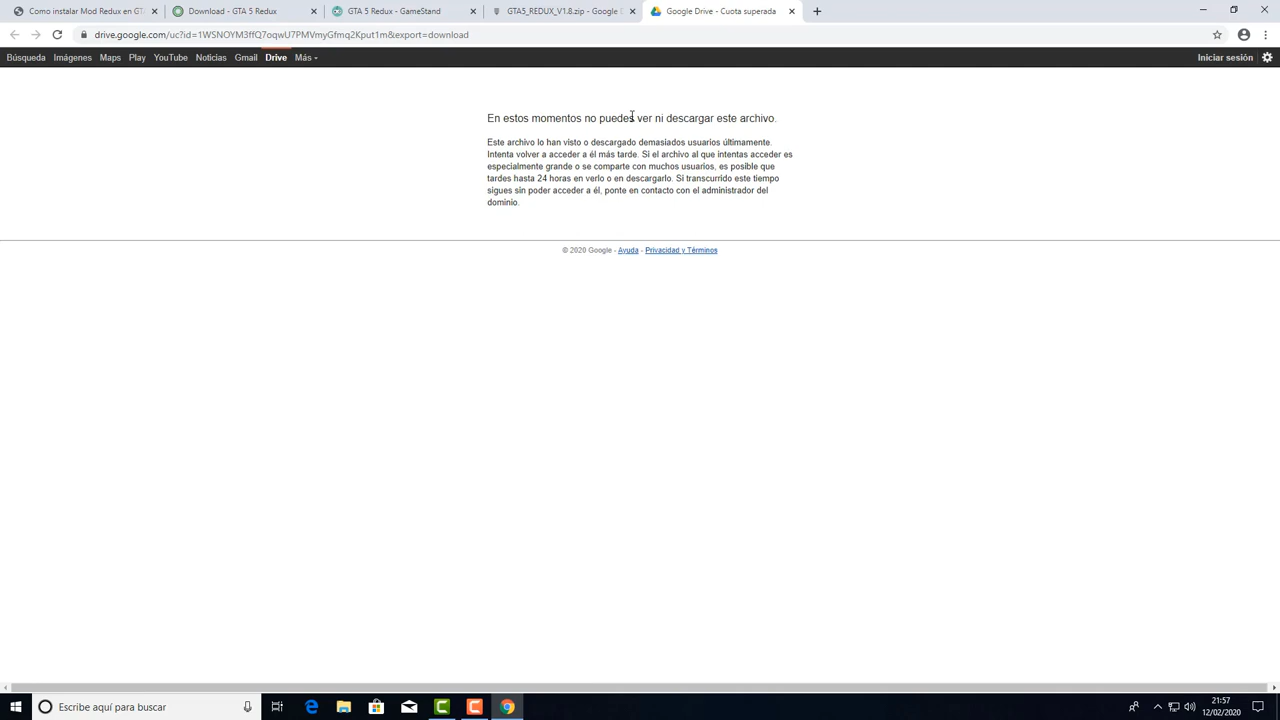 Como instalar Mod Redux en GT
Download - GTA 5 Redux
GTA 5 Redux - GameStand
GTA5_REDUX_V1.8.zip - Google
Google Drive - Cuota superada
drive.google.com/uc?id=1WSNOYM3ffQ7oqwU7PMVmyGfmq2Kput1m&export=download
Búsqueda Imágenes Maps Play YouTube Noticias Gmail Drive Más
Iniciar sesión
En estos momentos no puedes ver ni descargar este archivo.
Este archivo lo han visto o descargado demasiados usuarios últimamente.
Intenta volver a acceder a él más tarde. Si el archivo al que intentas acceder es
especialmente grande o se comparte con muchos usuarios, es posible que
tardes hasta 24 horas en verlo o en descargarlo. Si transcurrido este tiempo
sigues sin poder acceder a él, ponte en contacto con el administrador del
dominio.
© 2020 Google - Ayuda - Privacidad y Términos
Escribe aquí para buscar
21:57
12/02/2020